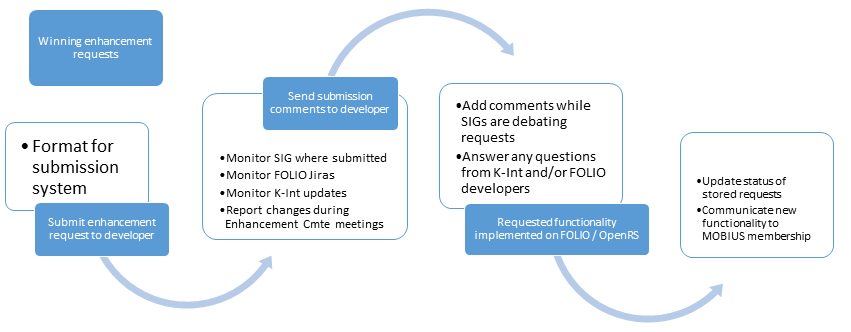 Winning enhancement
requests
• Format for
submission
system
Submit enhancement
request to developer
Send submission
comments to developer
•Monitor SIG where submitted
•Monitor FOLIO Jiras
•Monitor K-Int updates
•Report changes during
Enhancement Cmte meetings
•Add comments while
SIGs are debating
requests
•Answer any questions
from K-Int and/or FOLIO
developers
Requested functionality
implemented on FOLIO / OpenRS
•Update status of
stored requests
•Communicate new
functionality to
MOBIUS membership